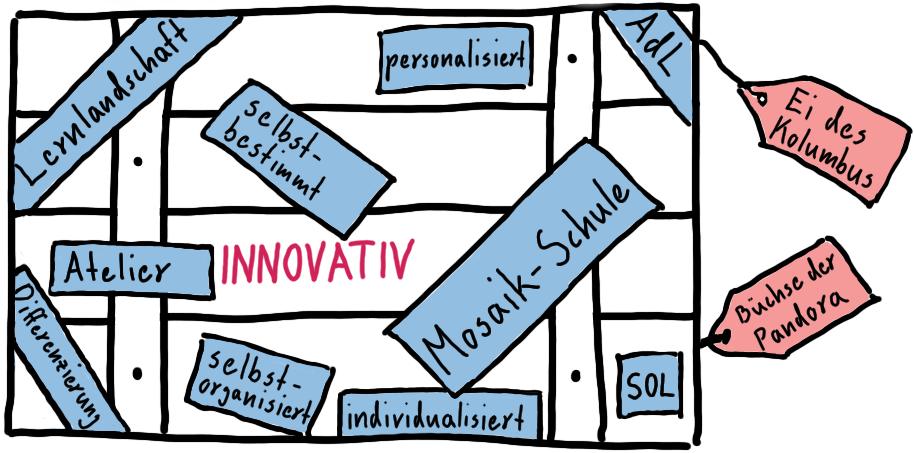 Lernlandschaft
personalisiert
AdL
Ei des
Kolumbus
selbst-
bestimmt
Mosaik-Schule
Atelier
INNOVATIV
Büchse der
Pandora
Differenzierung
selbst-
organisiert
individualisiert
SOL